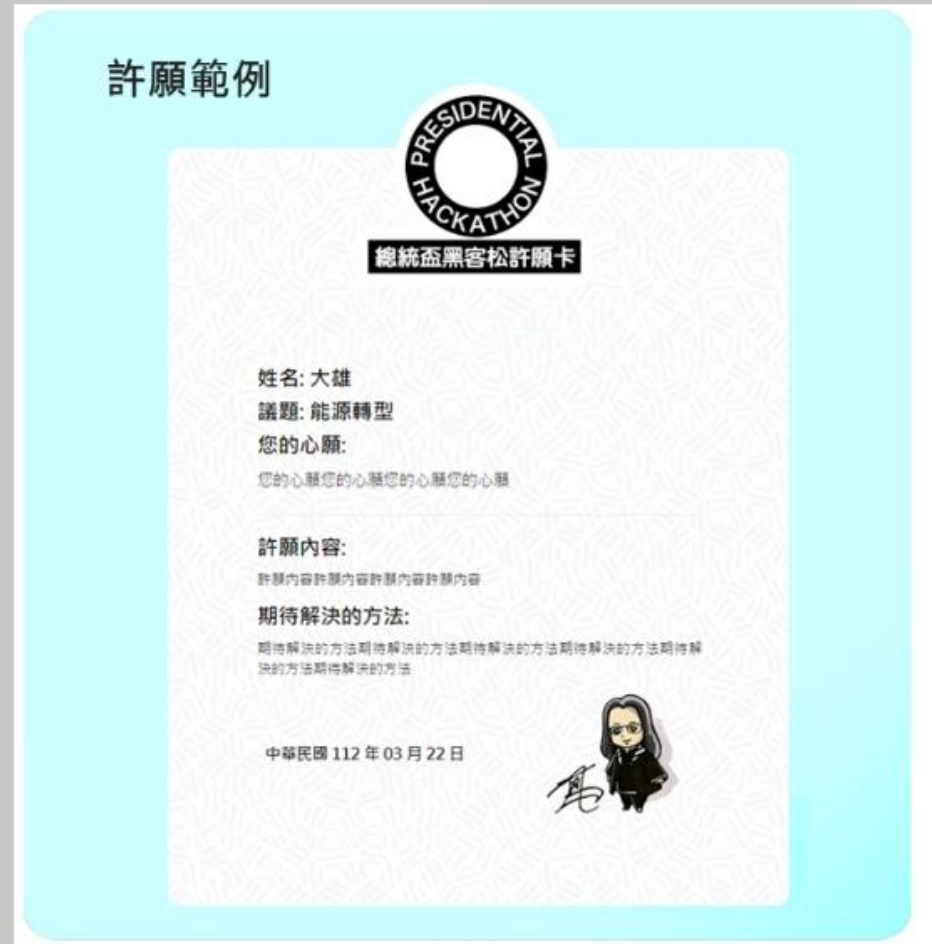 許願範例
PRESIDENTIAL
HACKATHON
總統盃黑客松許願卡
姓名: 大雄
議題: 能源轉型
您的心願:
您的心願您的心願您的心願您的心願
許願內容:
許願內容許願內容許願內容許願內容
期待解決的方法:
期待解決的方法期待解決的方法期待解決的方法期待解決的方法期待解
決的方法期待解決的方法
中華民國 112 年 03 月 22 日